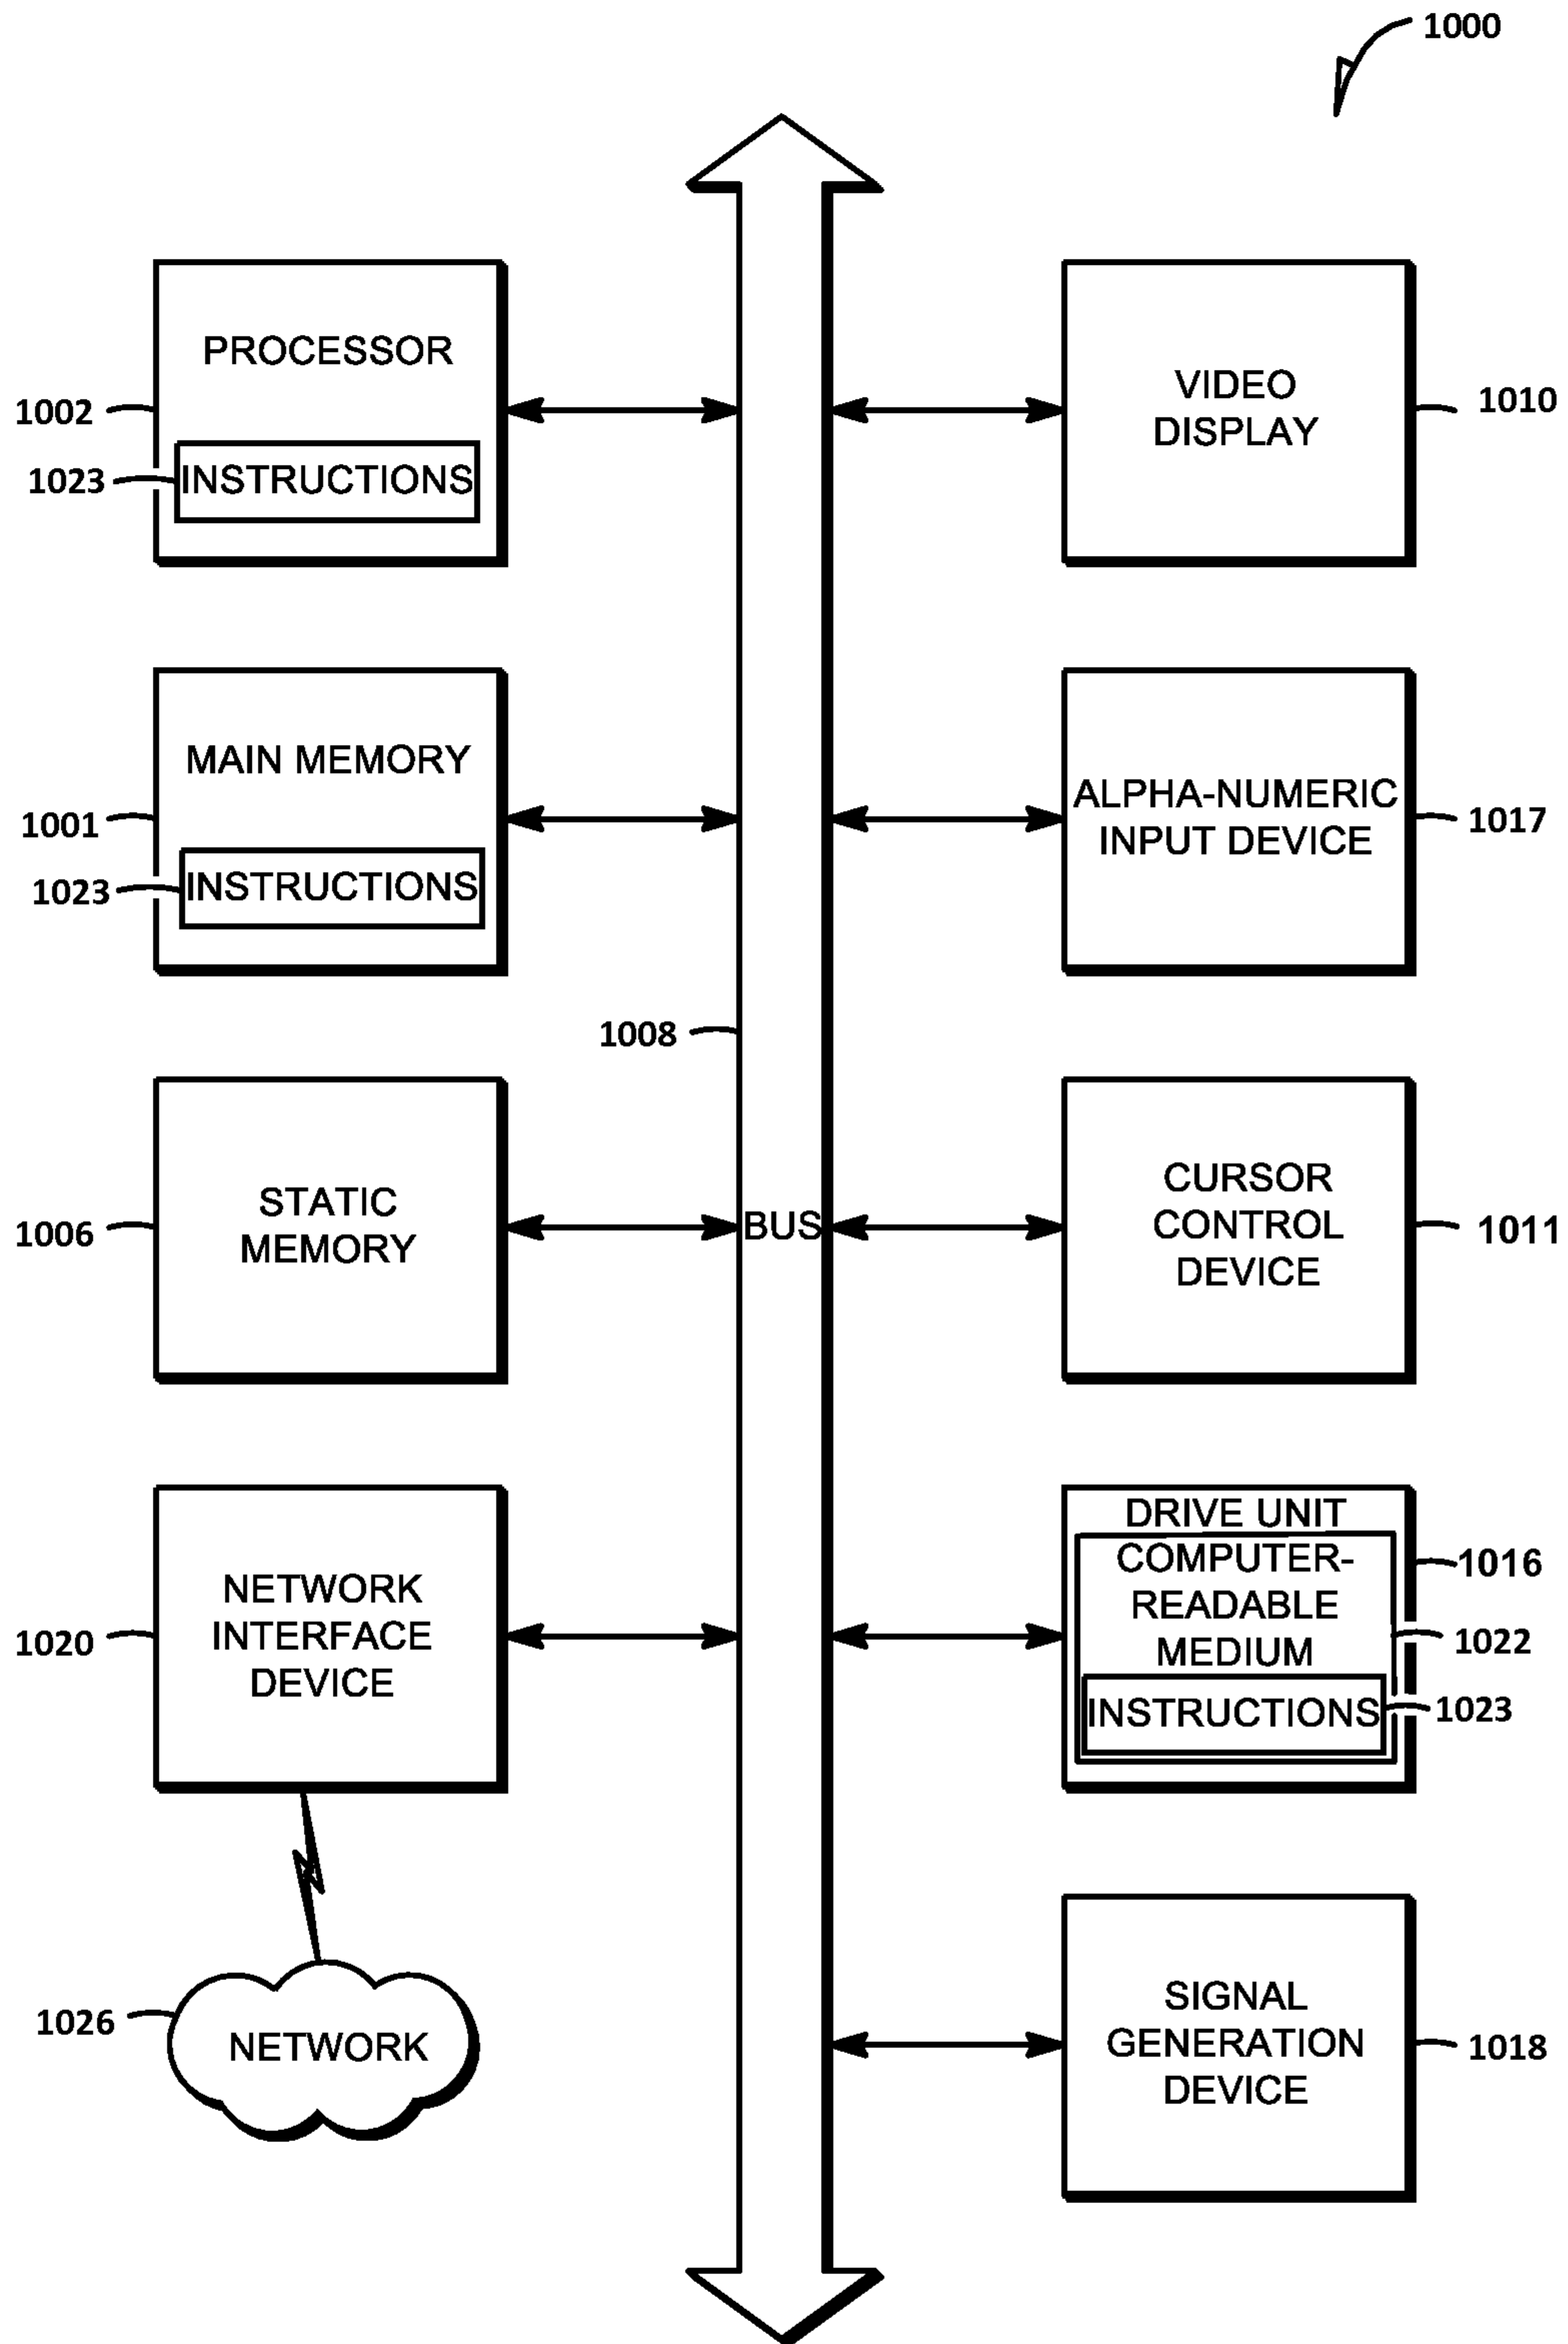 1000
PROCESSOR
1002
1023
INSTRUCTIONS
VIDEO
DISPLAY
1010
MAIN MEMORY
1001
1023
INSTRUCTIONS
ALPHA-NUMERIC
INPUT DEVICE
1017
1008
STATIC
MEMORY
1006
BUS
CURSOR
CONTROL
DEVICE
1011
NETWORK
INTERFACE
DEVICE
1020
DRIVE UNIT
COMPUTER-
READABLE
MEDIUM
INSTRUCTIONS
1016
1022
1023
1026
NETWORK
SIGNAL
GENERATION
DEVICE
1018